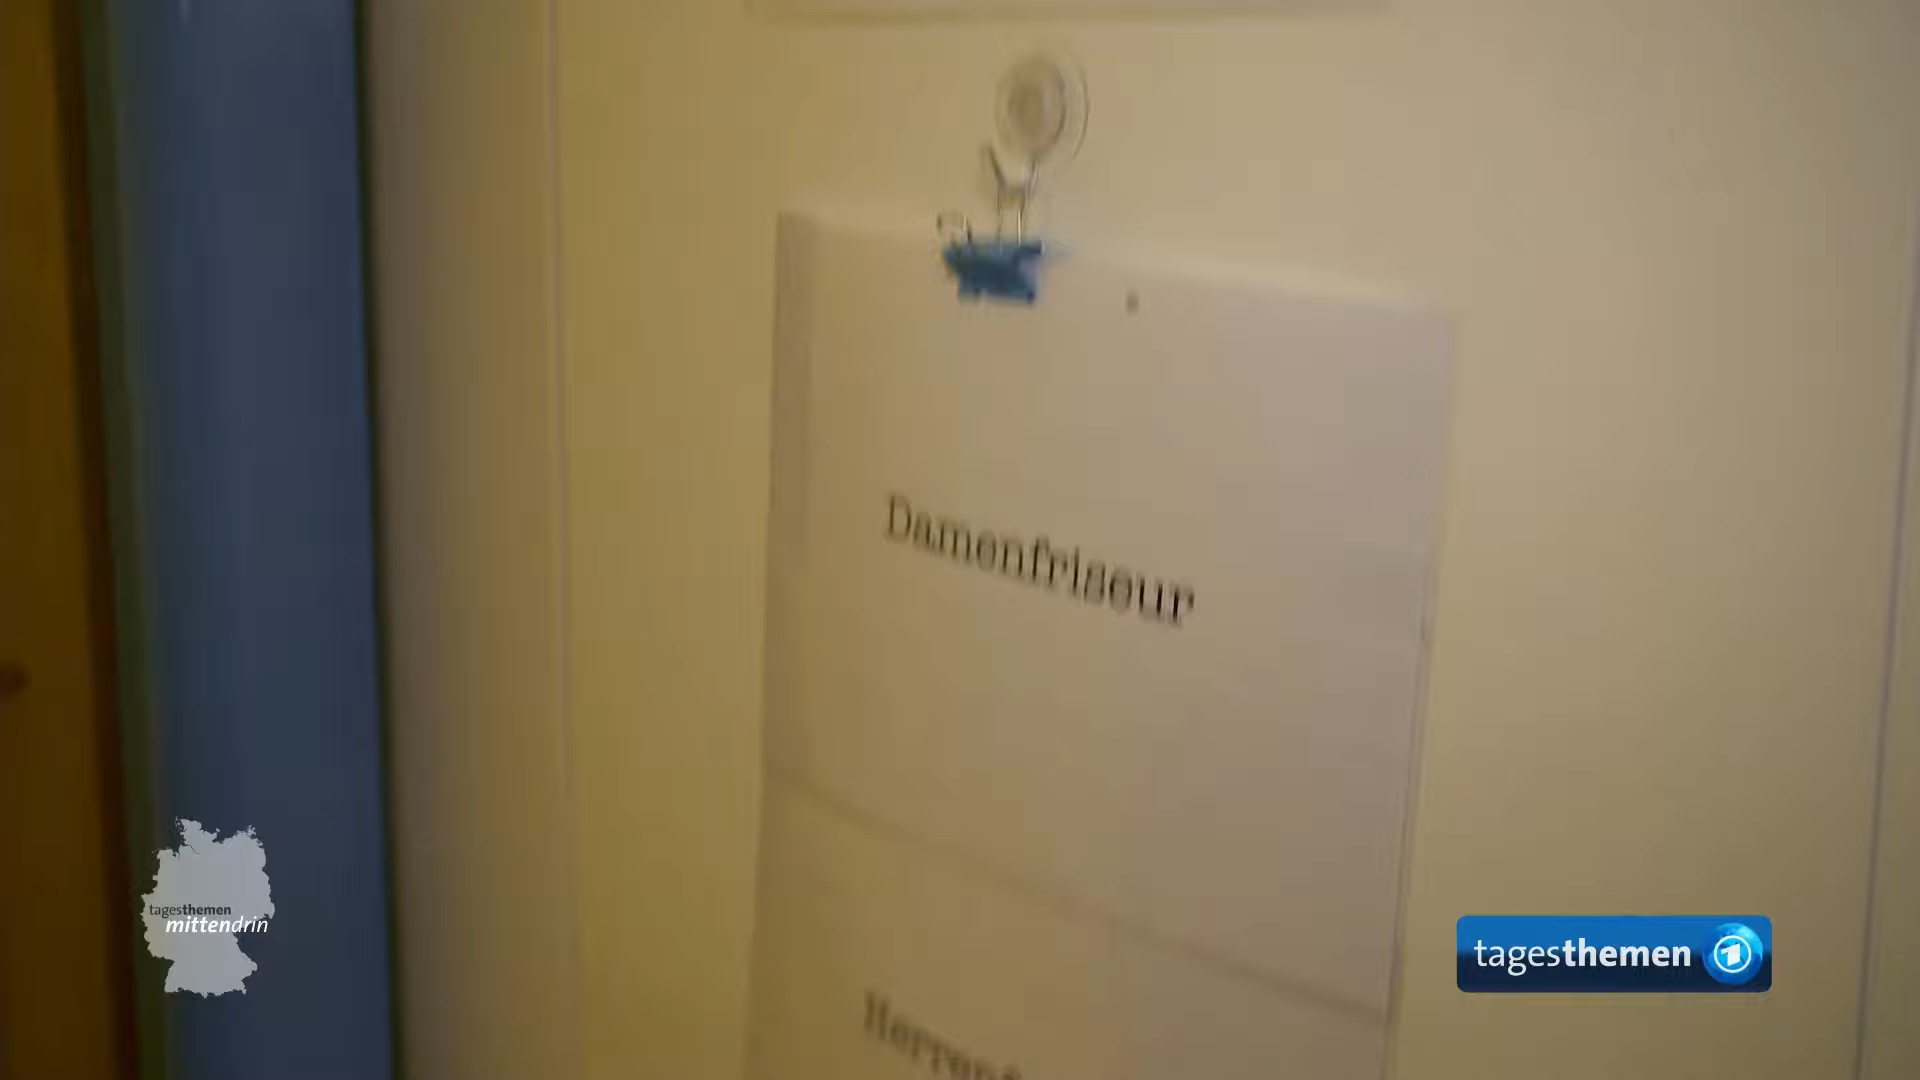 Damenfriseur
tagesthemen
mittendrin
tagesthemen